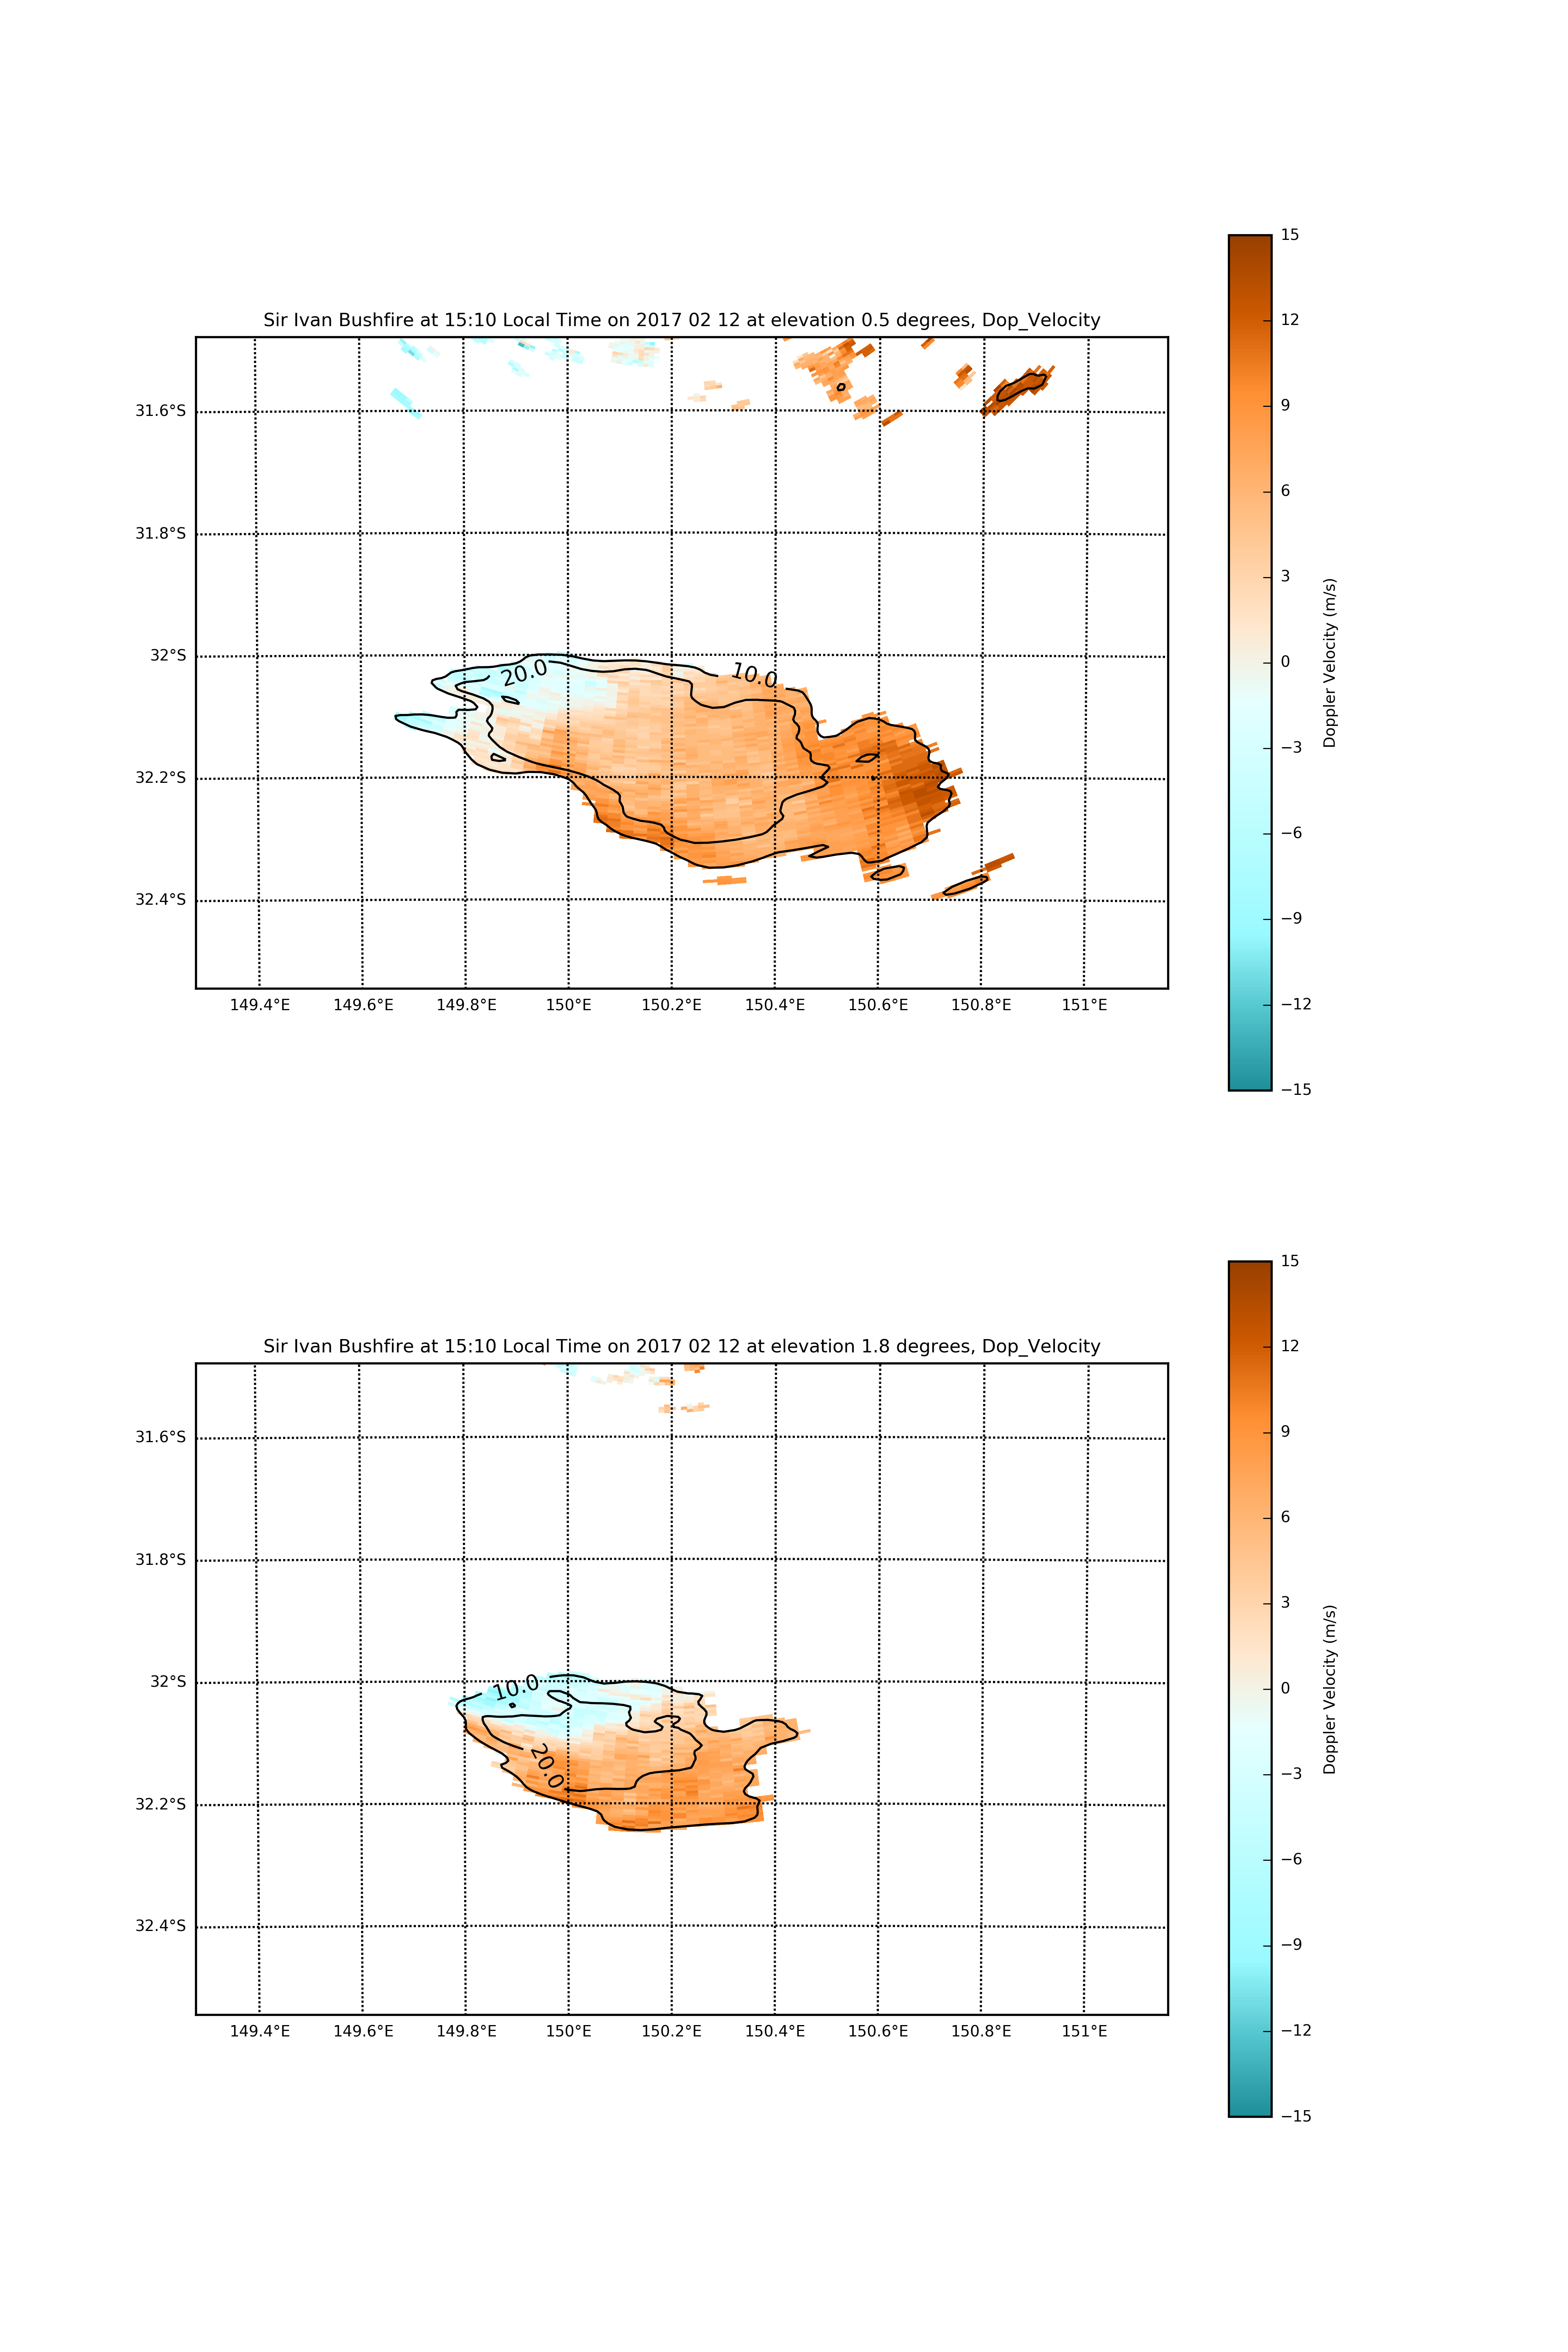 Sir Ivan Bushfire at 15:10 Local Time on 2017 02 12 at elevation 0.5 degrees, Dop_Velocity
31.6°S
31.8°S
32°S
32.2°S
32.4°S
20.0
10.0
149.4°E 149.6°E 149.8°E 150°E 150.2°E 150.4°E 150.6°E 150.8°E 151°E
15
12
9
6
3
0
−3
−6
−9
−12
−15
Doppler Velocity (m/s)
Sir Ivan Bushfire at 15:10 Local Time on 2017 02 12 at elevation 1.8 degrees, Dop_Velocity
31.6°S
31.8°S
32°S
32.2°S
32.4°S
10.0
20.0
149.4°E 149.6°E 149.8°E 150°E 150.2°E 150.4°E 150.6°E 150.8°E 151°E
15
12
9
6
3
0
−3
−6
−9
−12
−15
Doppler Velocity (m/s)